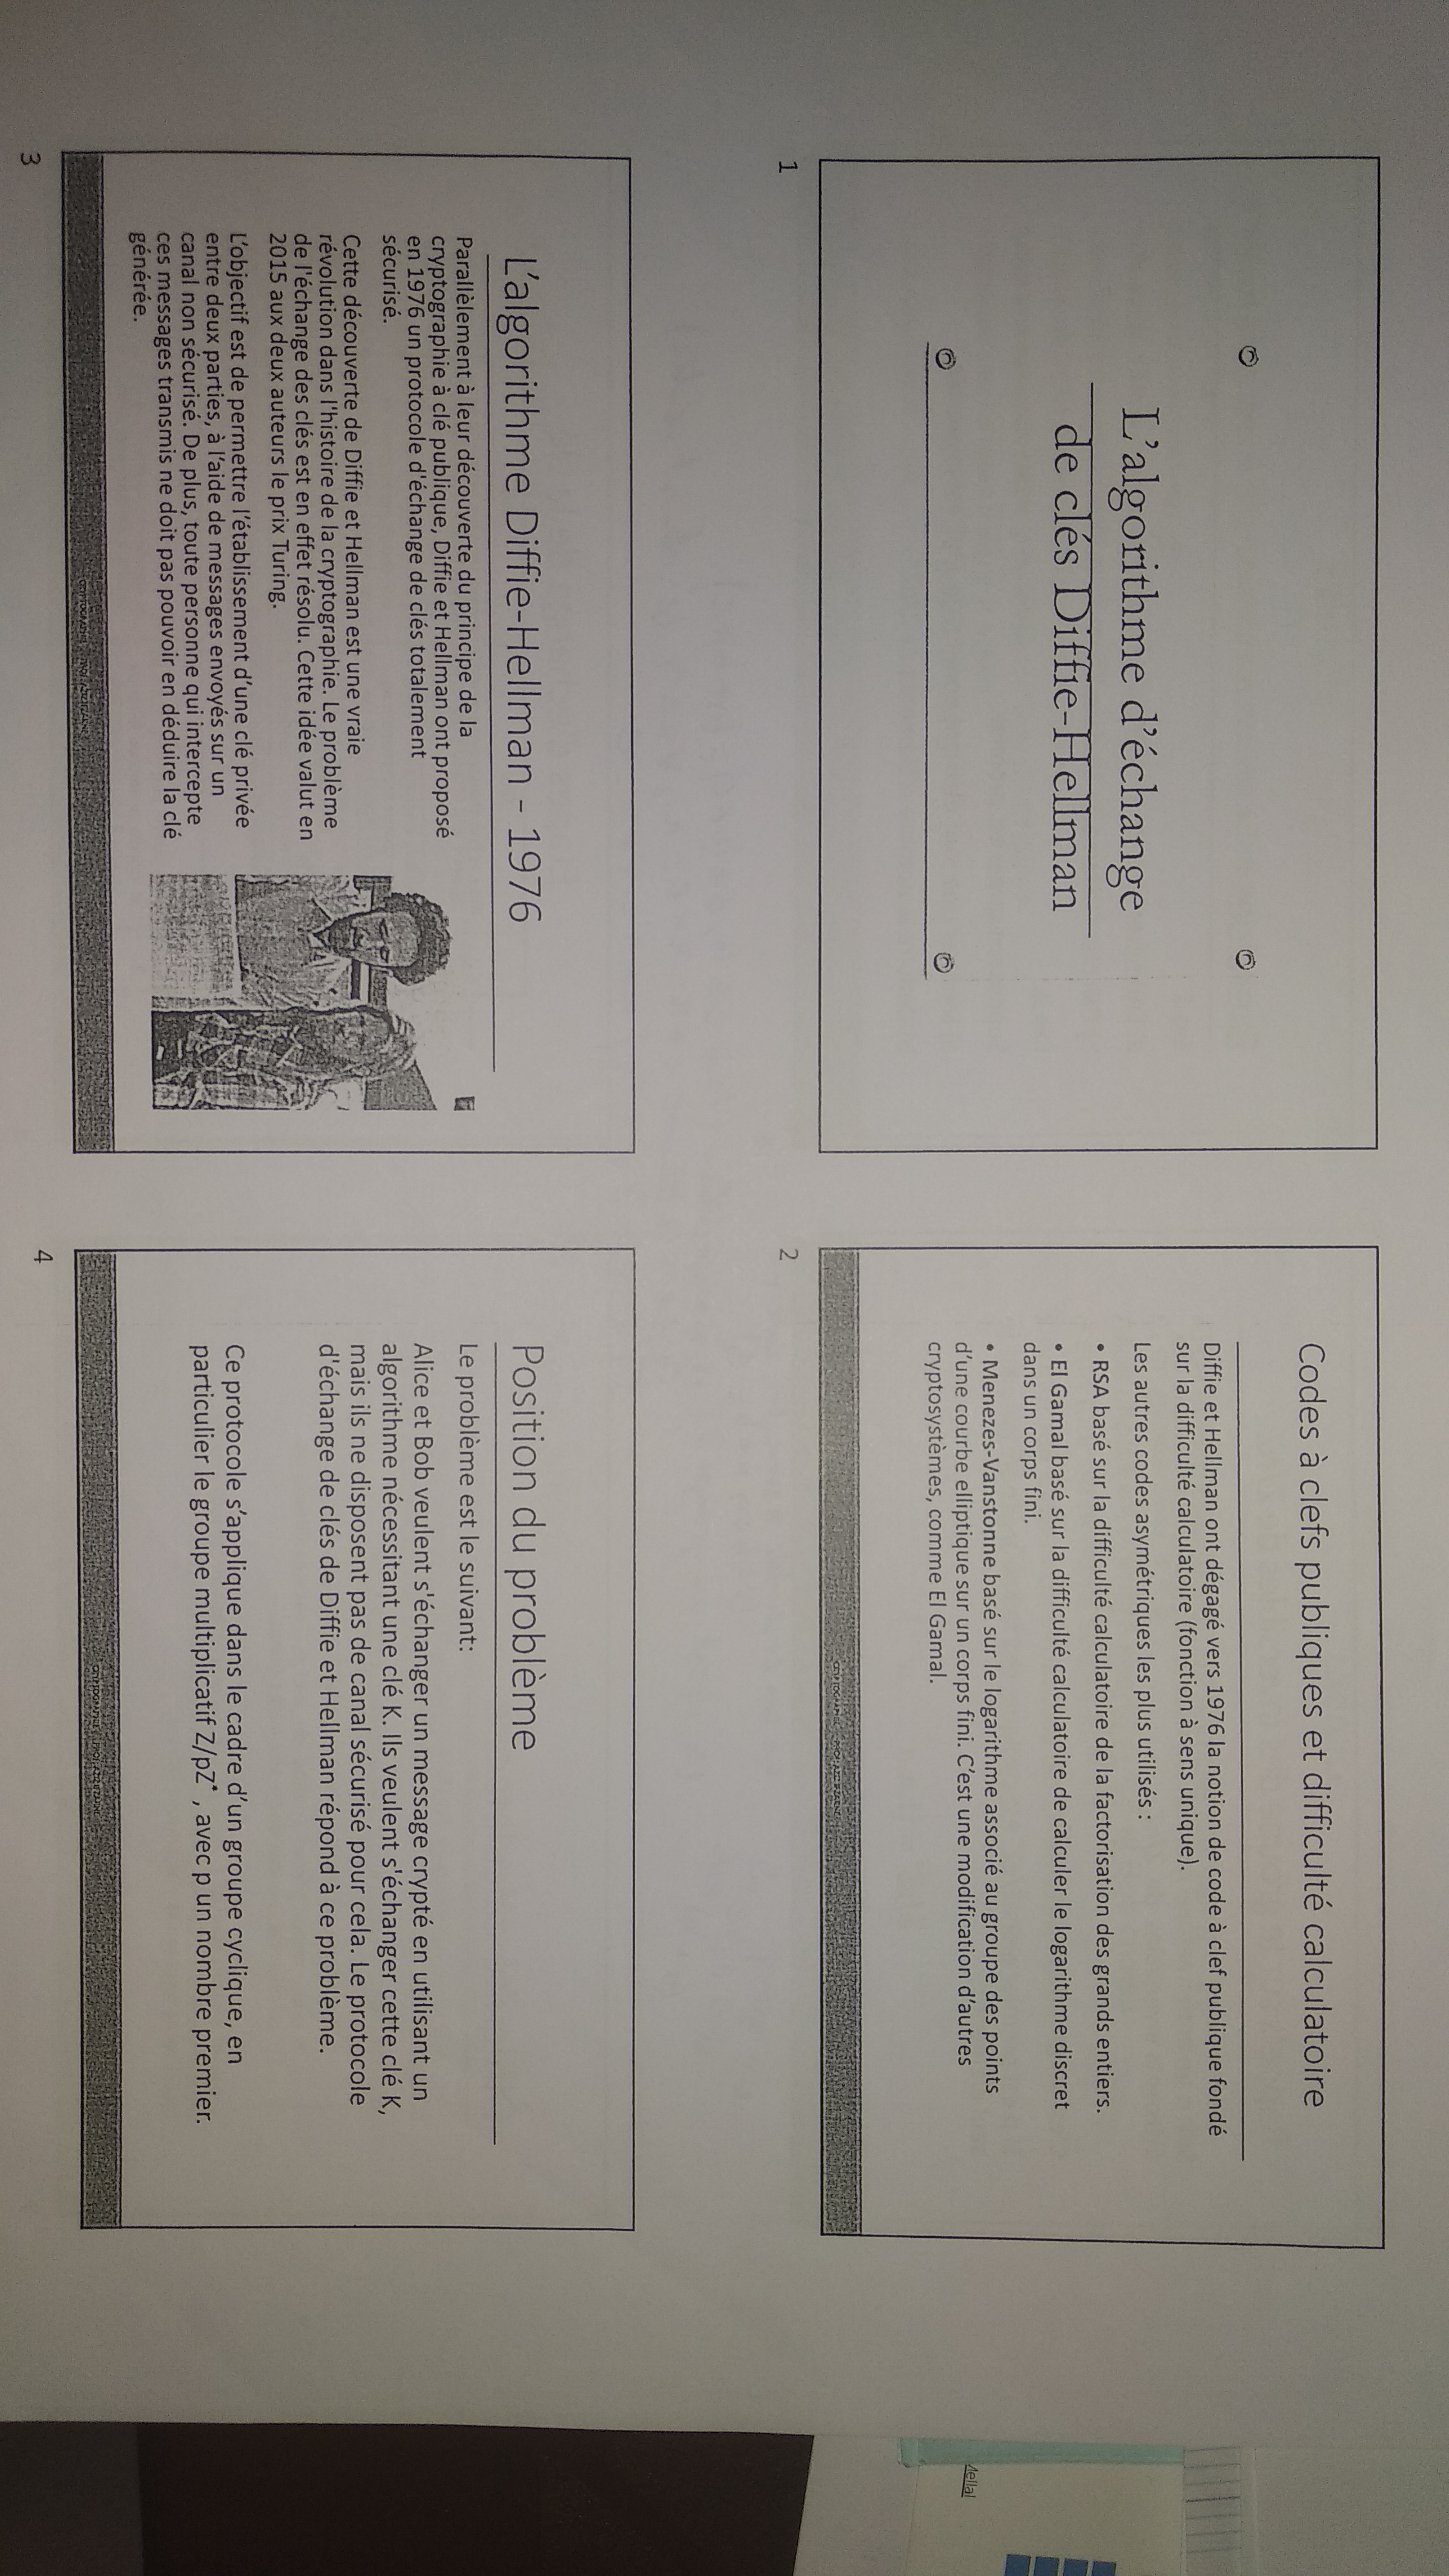 L'algorithme d'échange
de clés Diffie-Hellman
1
Codes à clefs publiques et difficulté calculatoire
Diffie et Hellman ont dégagé vers 1976 la notion de code à clef publique fondé
sur la difficulté calculatoire (fonction à sens unique).
Les autres codes asymétriques les plus utilisés :
• RSA basé sur la difficulté calculatoire de la factorisation des grands entiers.
• El Gamal basé sur la difficulté calculatoire de calculer le logarithme discret
dans un corps fini.
• Menezes-Vanstonne basé sur le logarithme associé au groupe des points
d'une courbe elliptique sur un corps fini. C'est une modification d'autres
cryptosystèmes, comme El Gamal.
2
L'algorithme Diffie-Hellman - 1976
Parallèlement à leur découverte du principe de la
cryptographie à clé publique, Diffie et Hellman ont proposé
en 1976 un protocole d'échange de clés totalement
sécurisé.
Cette découverte de Diffie et Hellman est une vraie
révolution dans l'histoire de la cryptographie. Le problème
de l'échange des clés est en effet résolu. Cette idée valut en
2015 aux deux auteurs le prix Turing.
L'objectif est de permettre l'établissement d'une clé privée
entre deux parties, à l'aide de messages envoyés sur un
canal non sécurisé. De plus, toute personne qui intercepte
ces messages transmis ne doit pas pouvoir en déduire la clé
générée.
3
Position du problème
Le problème est le suivant:
Alice et Bob veulent s'échanger un message crypté en utilisant un
algorithme nécessitant une clé K. Ils veulent s'échanger cette clé K,
mais ils ne disposent pas de canal sécurisé pour cela. Le protocole
d'échange de clés de Diffie et Hellman répond à ce problème.
Ce protocole s'applique dans le cadre d'un groupe cyclique, en
particulier le groupe multiplicatif Z/pZ* , avec p un nombre premier.
4